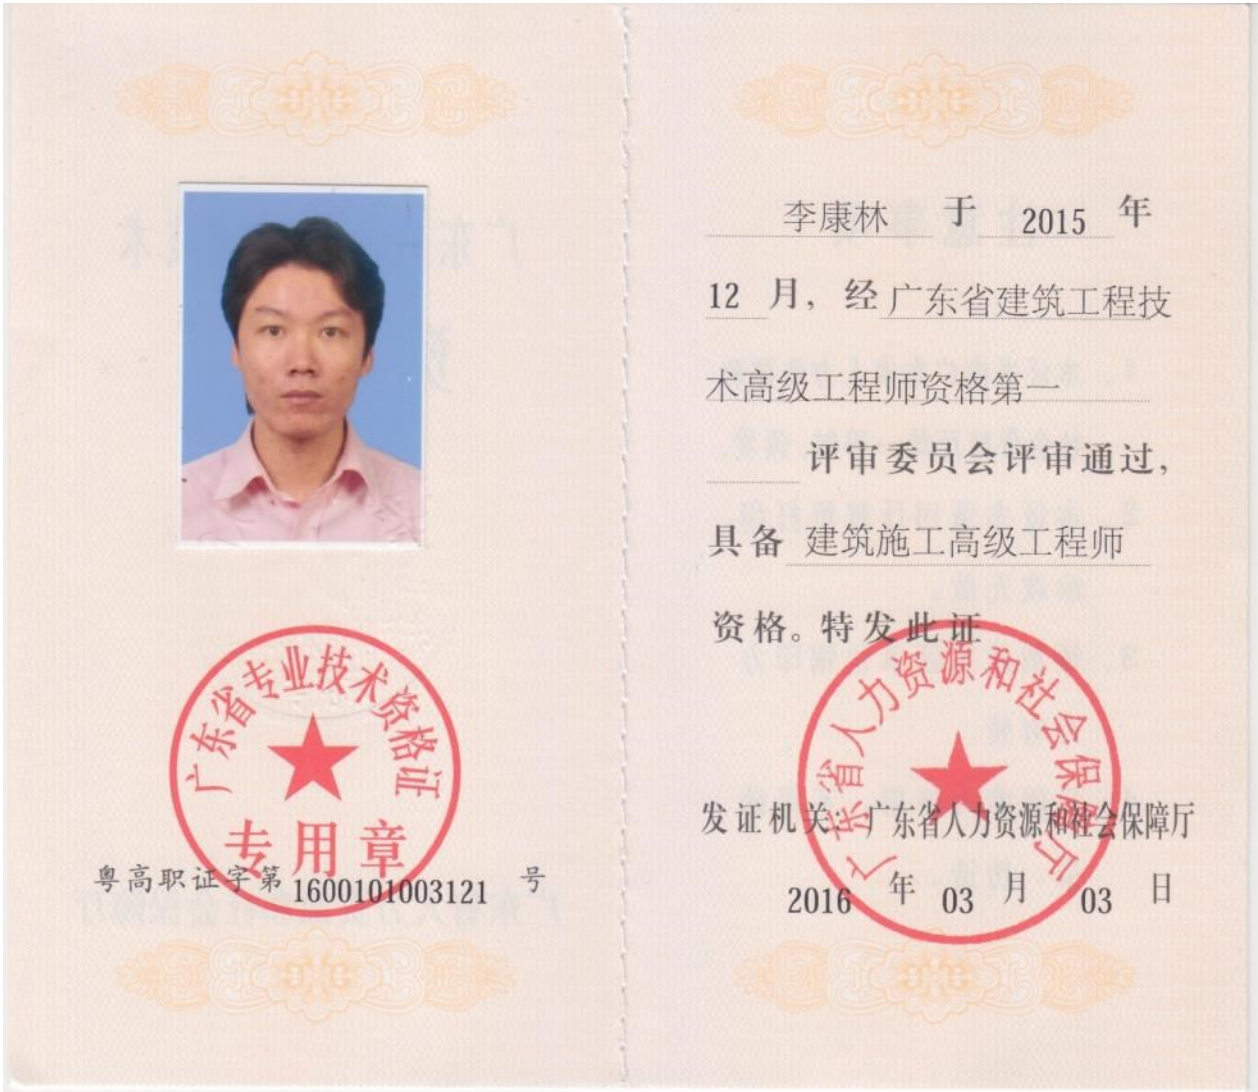 广东省专业技术资格证
专用章
粤高职证字第 1600101003121 号
李康林 于 2015 年
12 月，经广东省建筑工程技
术高级工程师资格第一
评审委员会评审通过，
具备 建筑施工高级工程师
资格。特发此证
广东省人力资源和社会保障厅
发证机关：广东省人力资源和社会保障厅
2016 年 03 月 03 日